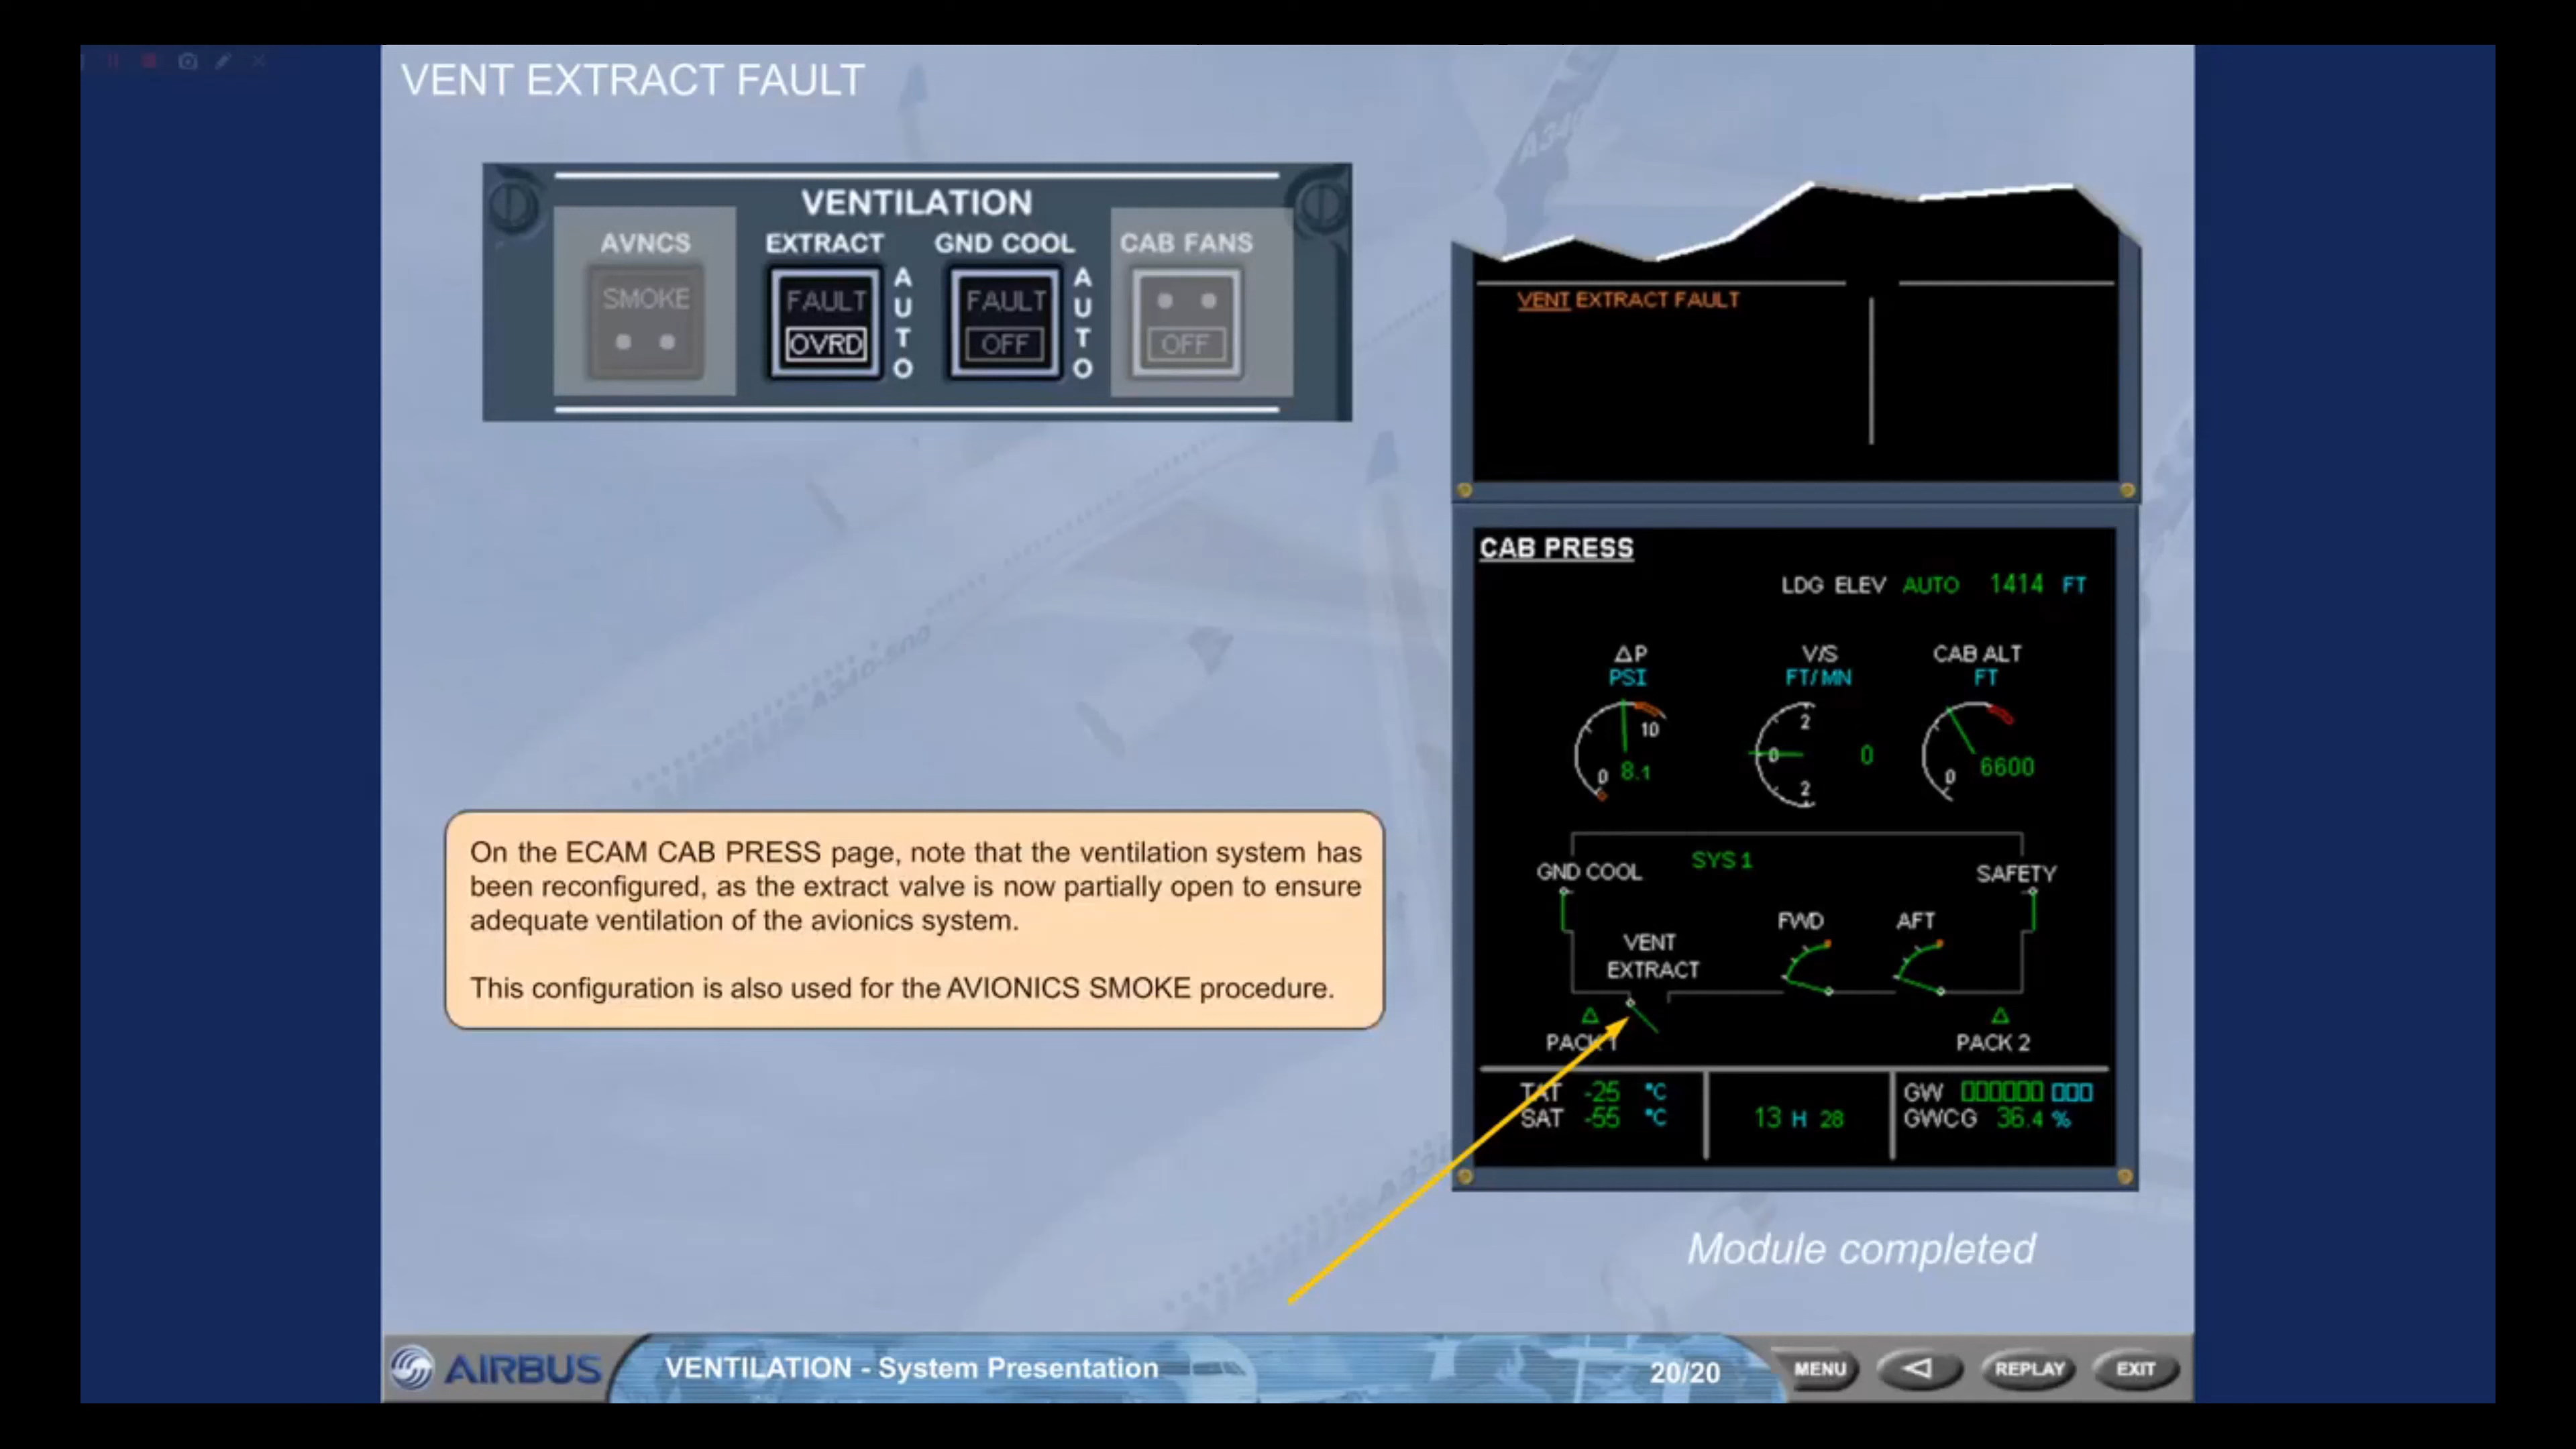 VENT EXTRACT FAULT
VENTILATION
AVNCS EXTRACT GND COOL CAB FANS
SMOKE
FAULT
OVRD
AUTO
FAULT
OFF
AUTO
OFF
VENT EXTRACT FAULT
A340
CAB PRESS
LDG ELEV AUTO 1414 FT
ΔP V/S CAB ALT
PSI FT/MN FT
10
0 8.1
2
0 0
2
0 6600
GND COOL SYS 1 SAFETY
FWD AFT
VENT
EXTRACT
PACK 1 PACK 2
TAT -25 °C
SAT -55 °C
13 H 28
GW
GWCG 36.4 %
On the ECAM CAB PRESS page, note that the ventilation system has
been reconfigured, as the extract valve is now partially open to ensure
adequate ventilation of the avionics system.
This configuration is also used for the AVIONICS SMOKE procedure.
Module completed
AIRBUS
VENTILATION - System Presentation
20/20
MENU
REPLAY
EXIT